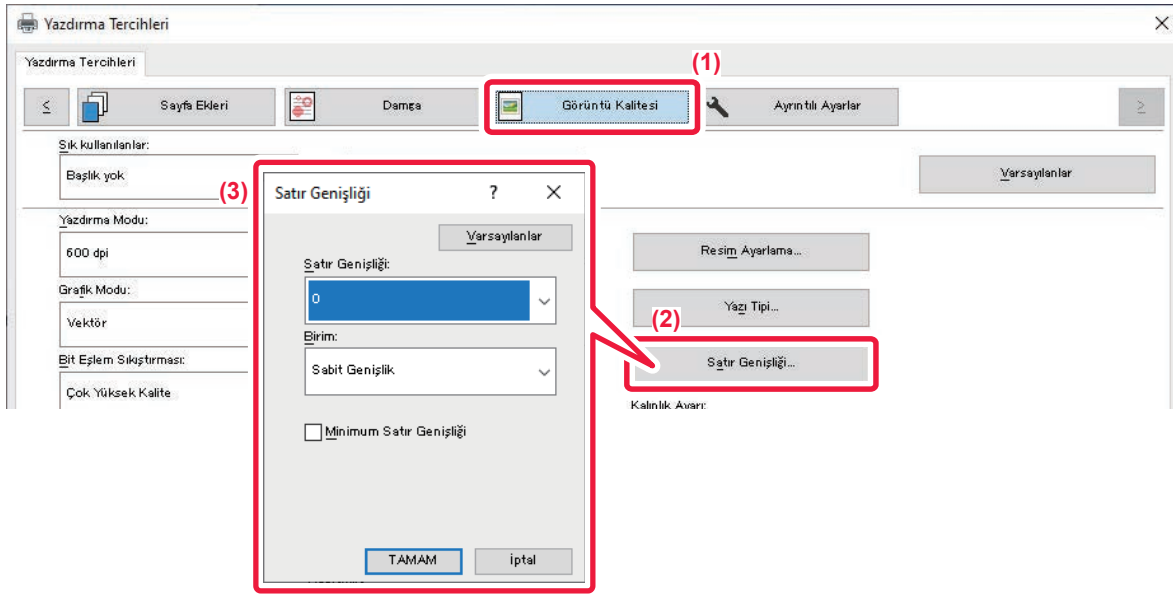 Yazdırma Tercihleri
Yazdırma Tercihleri
(1)
<
Sayfa Ekleri
Damga
Görüntü Kalitesi
Ayrıntılı Ayarlar
>
Sık kullanılanlar:
Başlık yok
Varsayılanlar
(3)
Satır Genişliği
?
Varsayılanlar
Satır Genişliği:
0
Birim:
Sabit Genişlik
Minimum Satır Genişliği
TAMAM
İptal
Yazdırma Modu:
600 dpi
Grafik Modu:
Vektör
Bit Eşlem Sıkıştırması:
Çok Yüksek Kalite
Resim Ayarlama...
Yazı Tipi...
(2)
Satır Genişliği...
Kalınlık Ayarı: